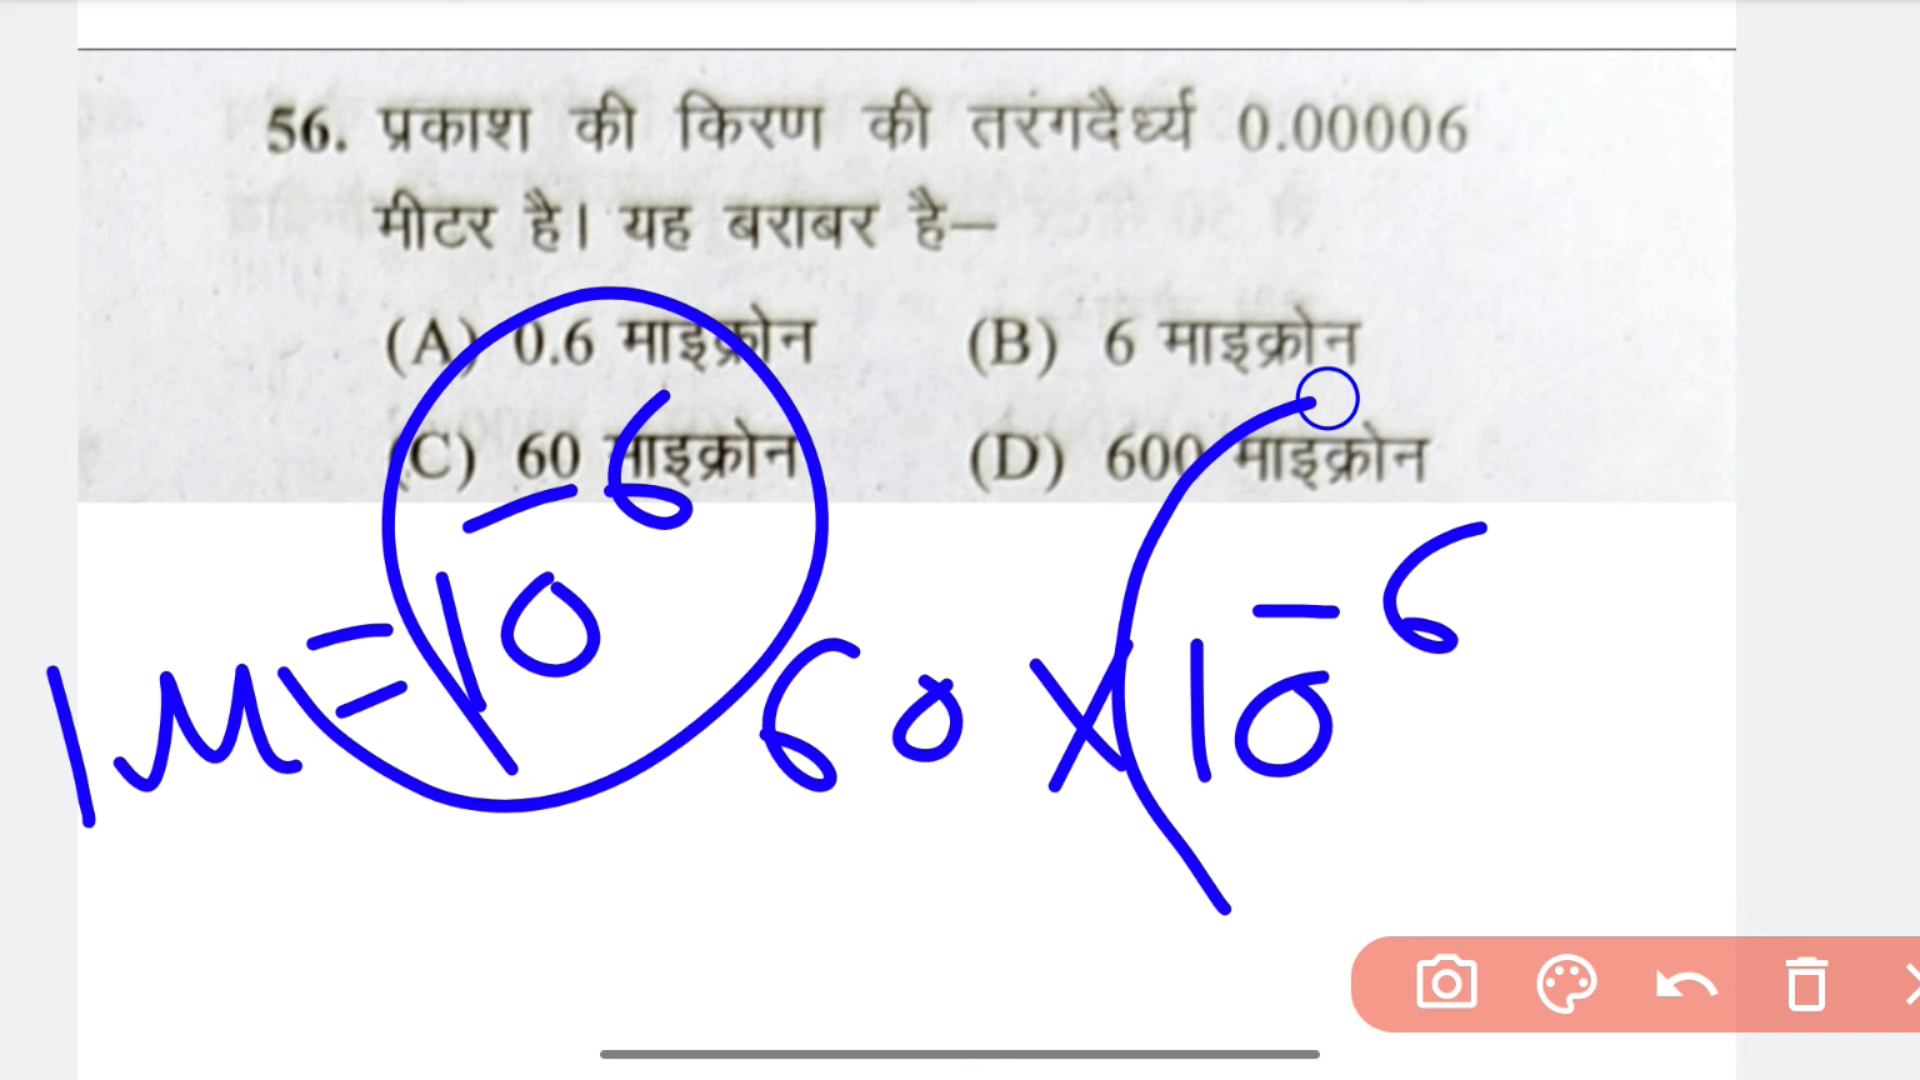 56. प्रकाश की किरण की तरंगदैर्ध्य 0.00006
मीटर है। यह बराबर है–
(A) 0.6 माइक्रोन (B) 6 माइक्रोन
(C) 60 माइक्रोन (D) 600 माइक्रोन
1μ = 10⁻⁶ 60 × 10⁻⁶